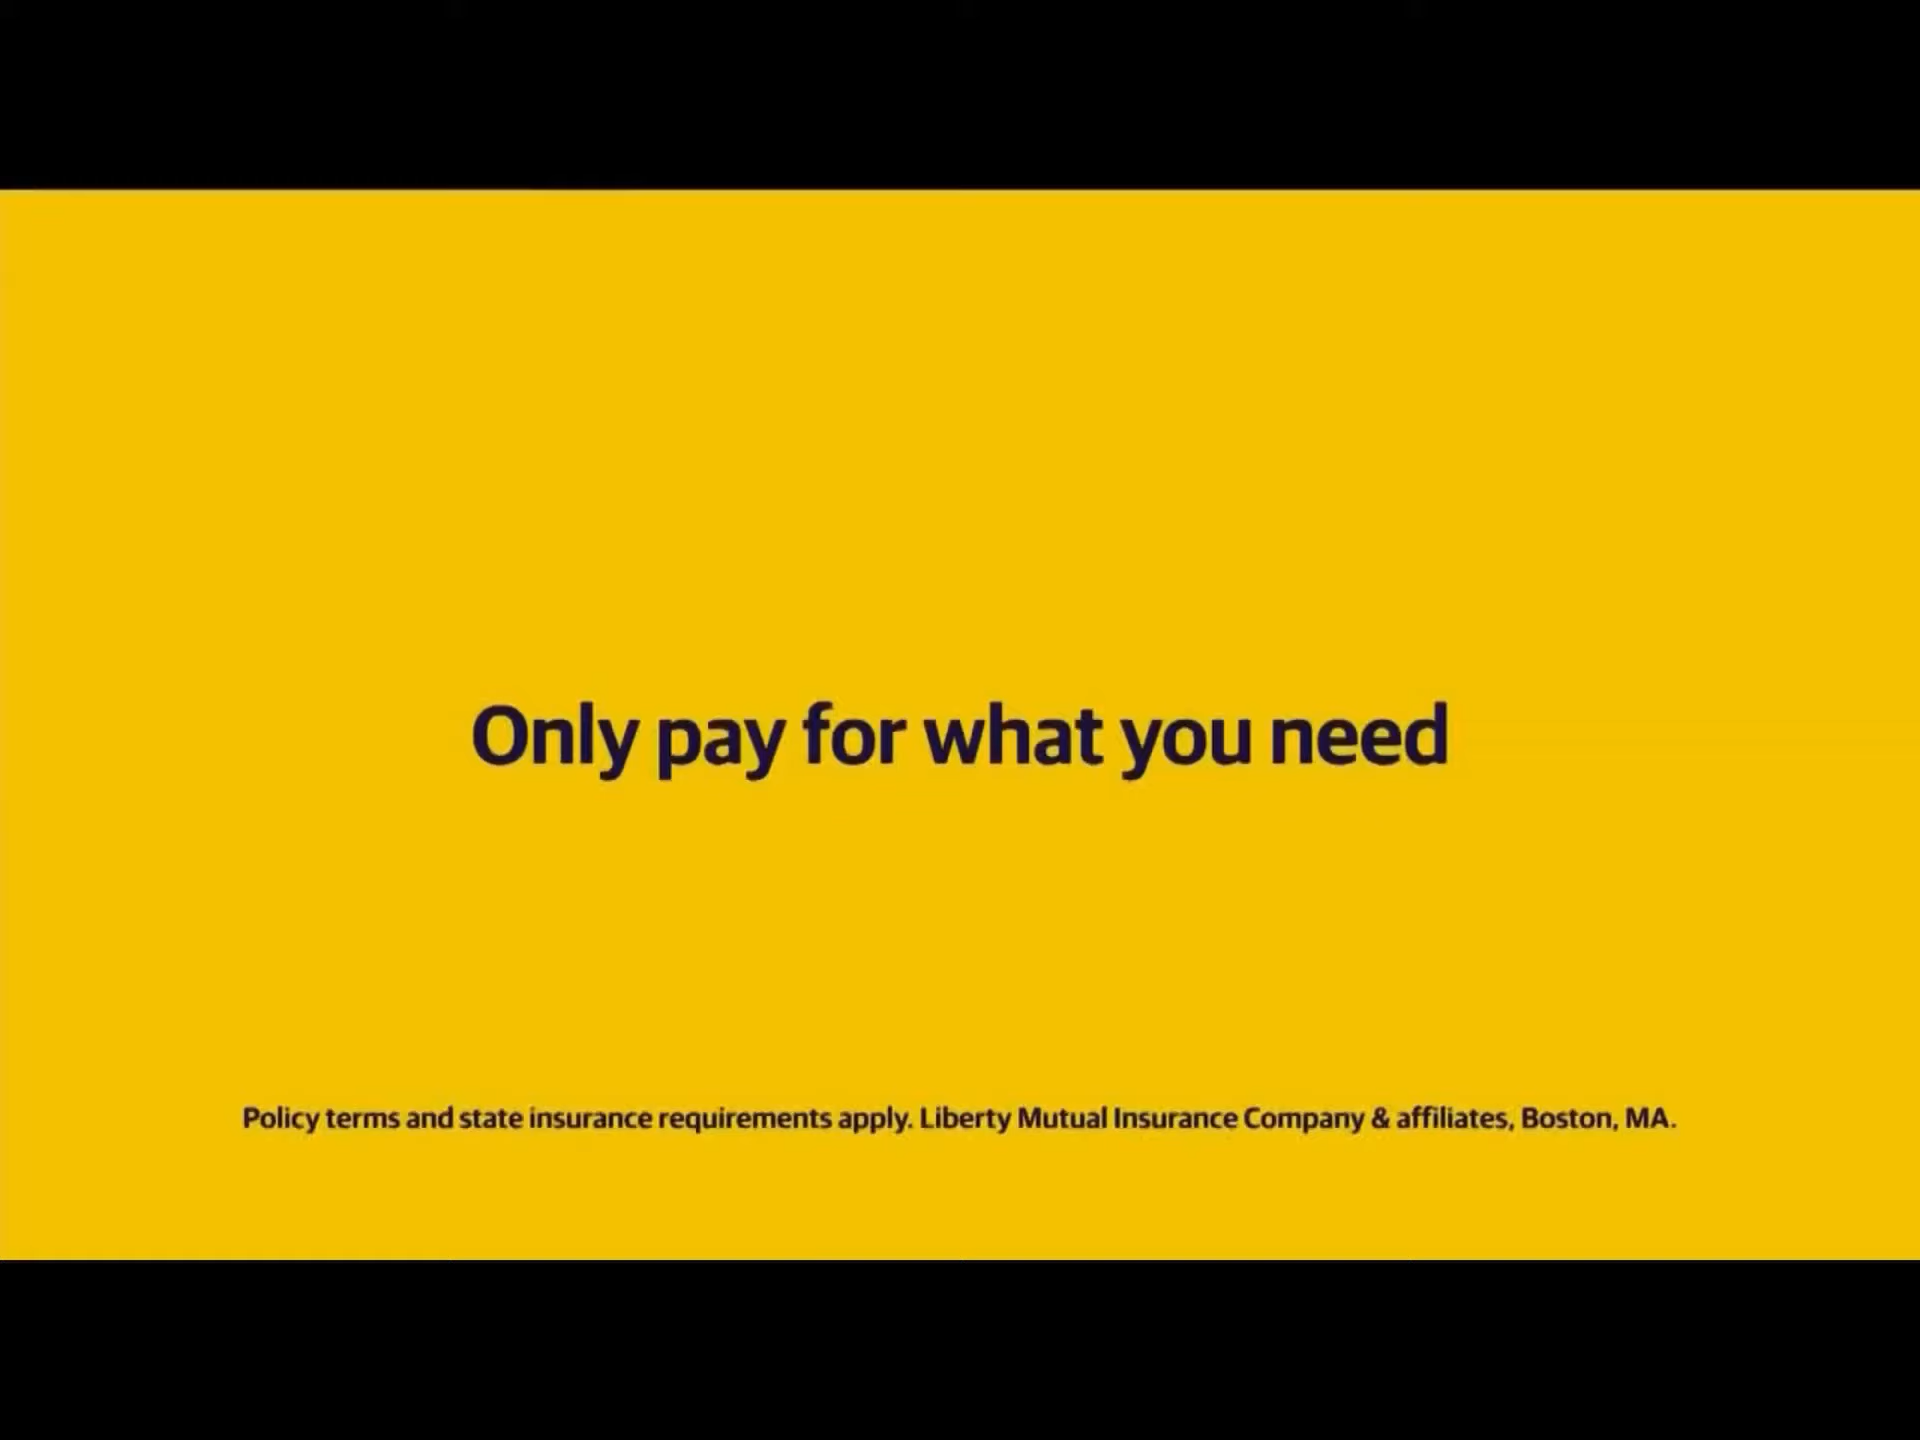 Only pay for what you need
Policy terms and state insurance requirements apply. Liberty Mutual Insurance Company & affiliates, Boston, MA.